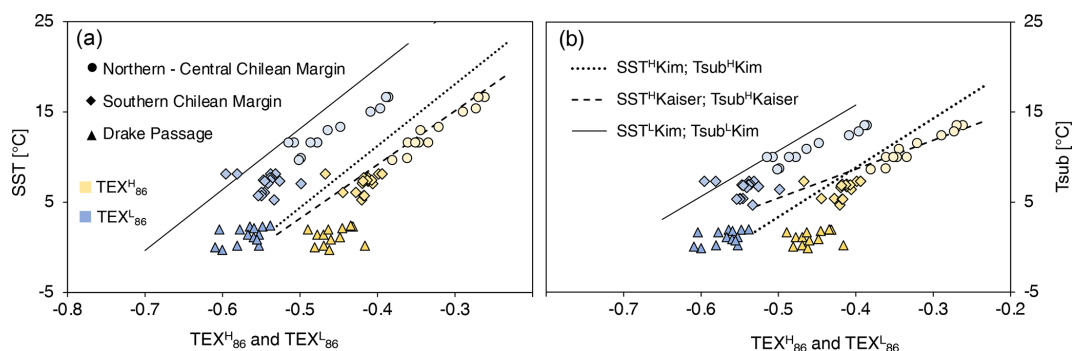 (a)
25
15
5
-5
SST [°C]
Northern - Central Chilean Margin
Southern Chilean Margin
Drake Passage
TEXᴴ₈₆
TEXᴸ₈₆
-0.8 -0.7 -0.6 -0.5 -0.4 -0.3
TEXᴴ₈₆ and TEXᴸ₈₆
(b)
SSTᴴKim; TsubᴴKim
SSTᴴKaiser; TsubᴴKaiser
SSTᴸKim; TsubᴸKim
25
15
5
-5
Tsub [°C]
-0.7 -0.6 -0.5 -0.4 -0.3 -0.2
TEXᴴ₈₆ and TEXᴸ₈₆